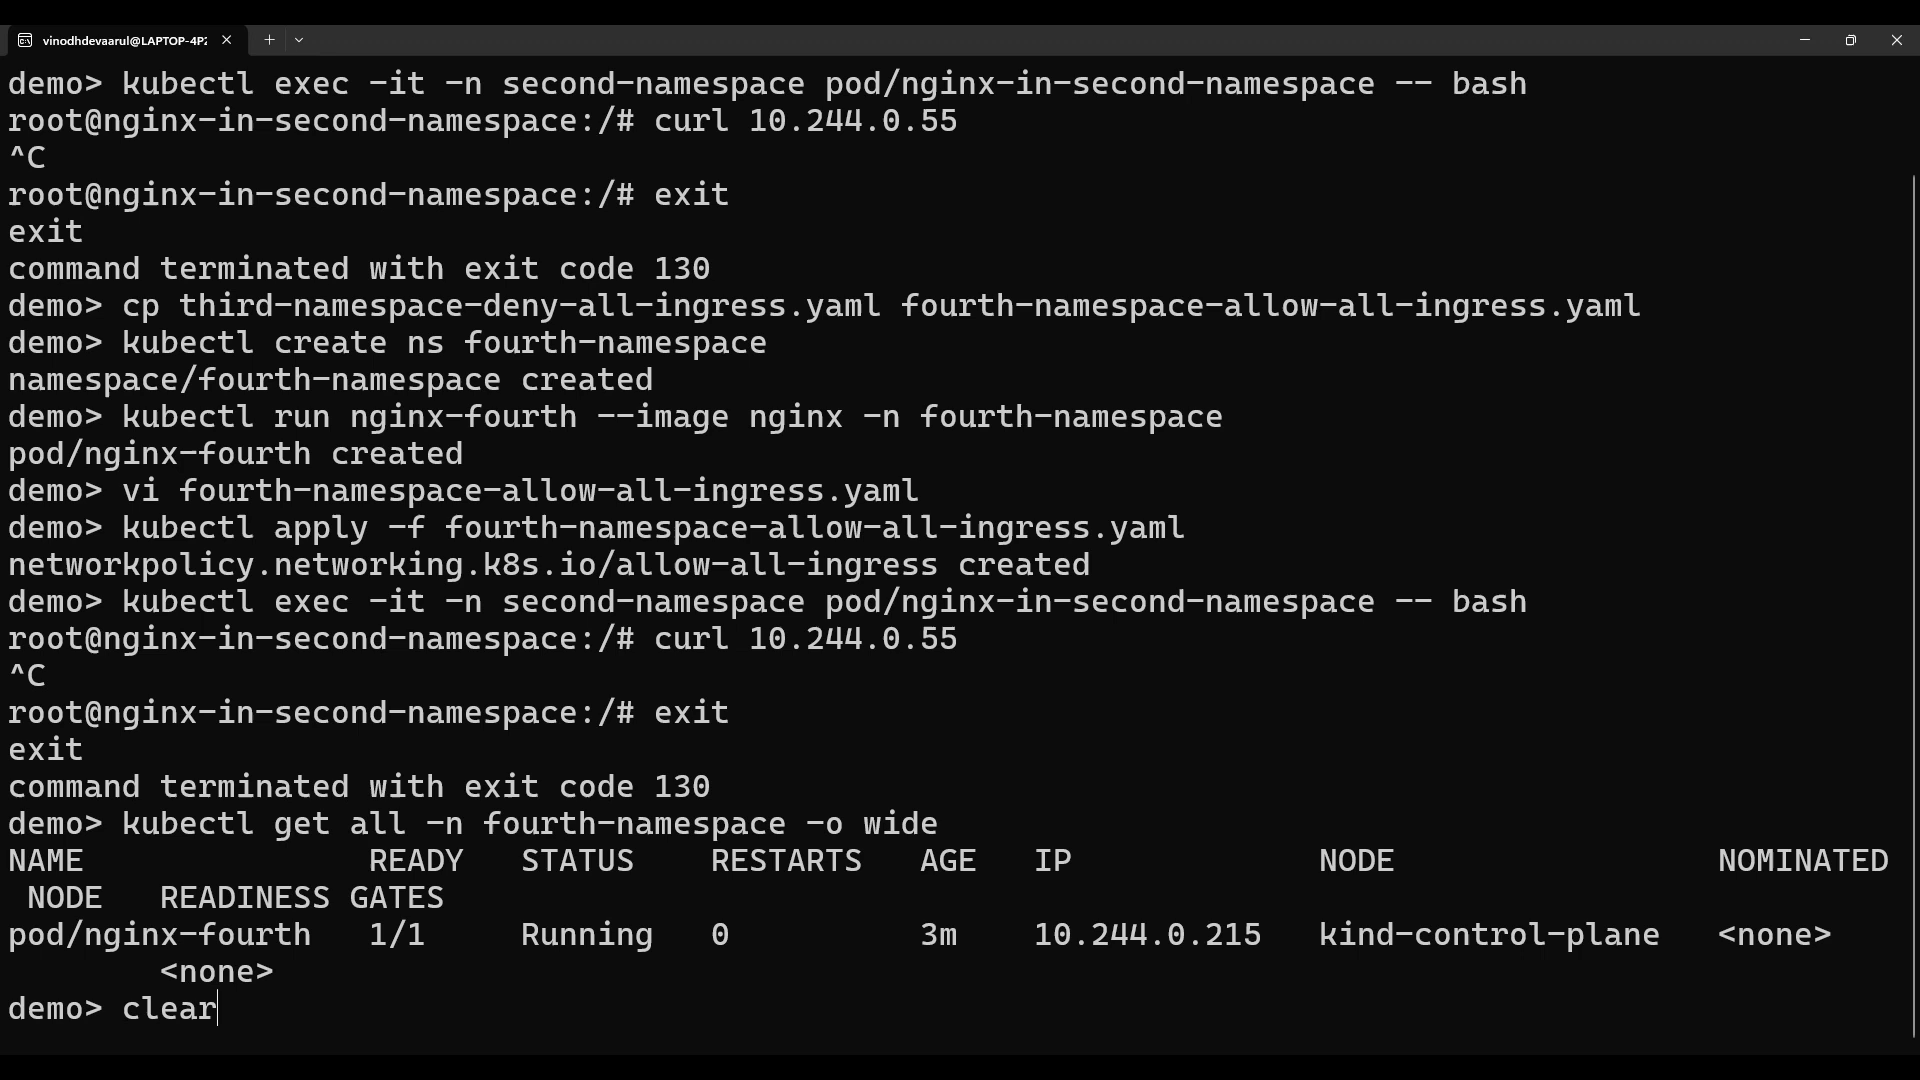 vinodhdevaarul@LAPTOP-4P2
demo> kubectl exec -it -n second-namespace pod/nginx-in-second-namespace -- bash
root@nginx-in-second-namespace:/# curl 10.244.0.55
^C
root@nginx-in-second-namespace:/# exit
exit
command terminated with exit code 130
demo> cp third-namespace-deny-all-ingress.yaml fourth-namespace-allow-all-ingress.yaml
demo> kubectl create ns fourth-namespace
namespace/fourth-namespace created
demo> kubectl run nginx-fourth --image nginx -n fourth-namespace
pod/nginx-fourth created
demo> vi fourth-namespace-allow-all-ingress.yaml
demo> kubectl apply -f fourth-namespace-allow-all-ingress.yaml
networkpolicy.networking.k8s.io/allow-all-ingress created
demo> kubectl exec -it -n second-namespace pod/nginx-in-second-namespace -- bash
root@nginx-in-second-namespace:/# curl 10.244.0.55
^C
root@nginx-in-second-namespace:/# exit
exit
command terminated with exit code 130
demo> kubectl get all -n fourth-namespace -o wide
NAME READY STATUS RESTARTS AGE IP NODE NOMINATED
NODE READINESS GATES
pod/nginx-fourth 1/1 Running 0 3m 10.244.0.215 kind-control-plane <none>
<none>
demo> clear